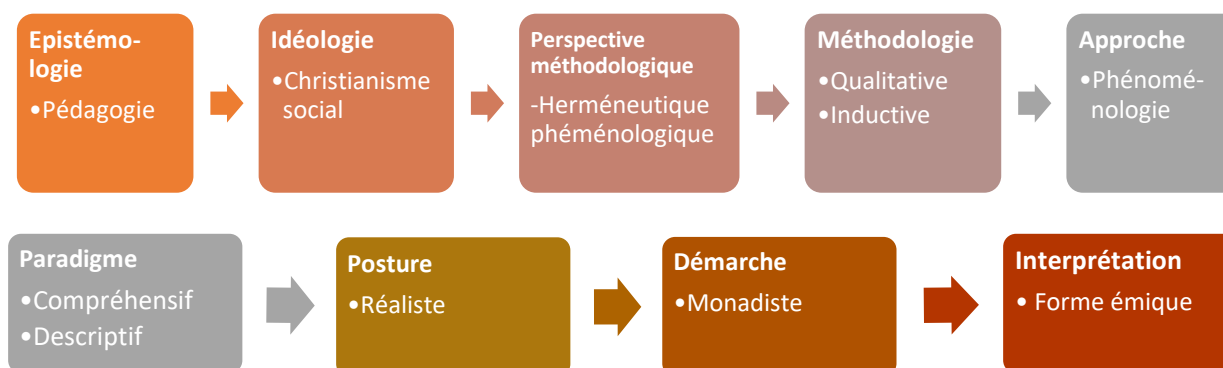 Epistémo-
logie
•Pédagogie
Idéologie
•Christianisme
social
Perspective
méthodologique
-Herméneutique
phéménologique
Méthodologie
•Qualitative
•Inductive
Approche
•Phénomé-
nologie
Paradigme
•Compréhensif
•Descriptif
Posture
•Réaliste
Démarche
•Monadiste
Interprétation
• Forme émique